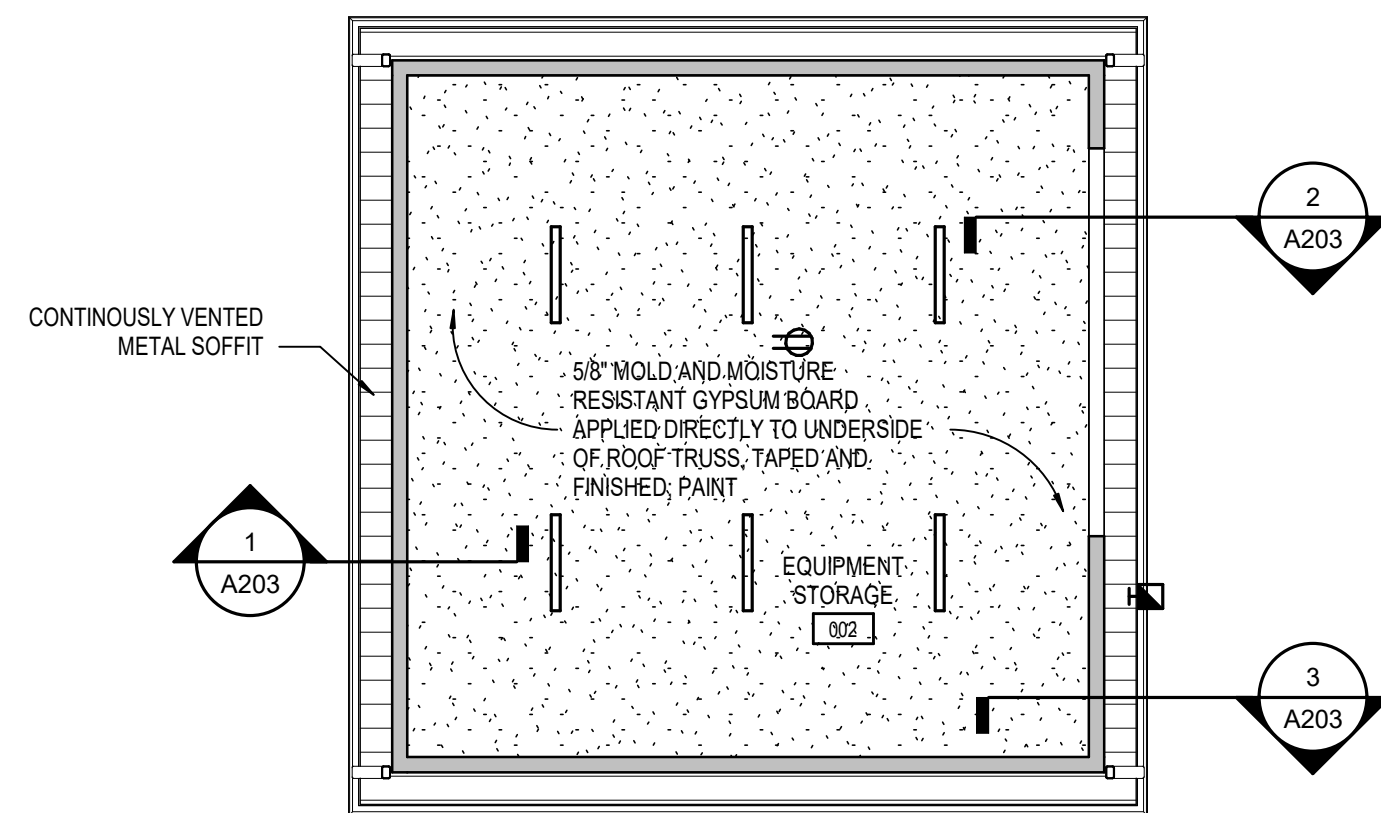 2
A203
CONTINOUSLY VENTED
METAL SOFFIT
5/8" MOLD AND MOISTURE
RESISTANT GYPSUM BOARD
APPLIED DIRECTLY TO UNDERSIDE
OF ROOF TRUSS, TAPED AND
FINISHED; PAINT
1
A203
EQUIPMENT
STORAGE
002
3
A203